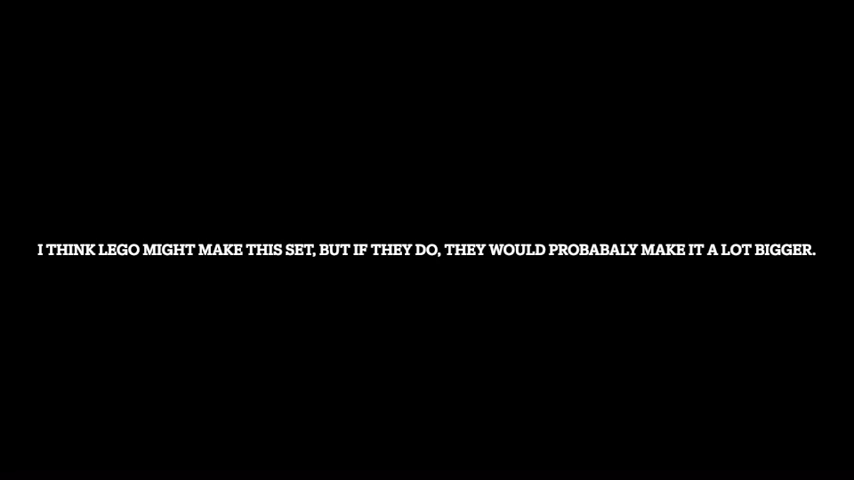 I THINK LEGO MIGHT MAKE THIS SET, BUT IF THEY DO, THEY WOULD PROBABALY MAKE IT A LOT BIGGER.